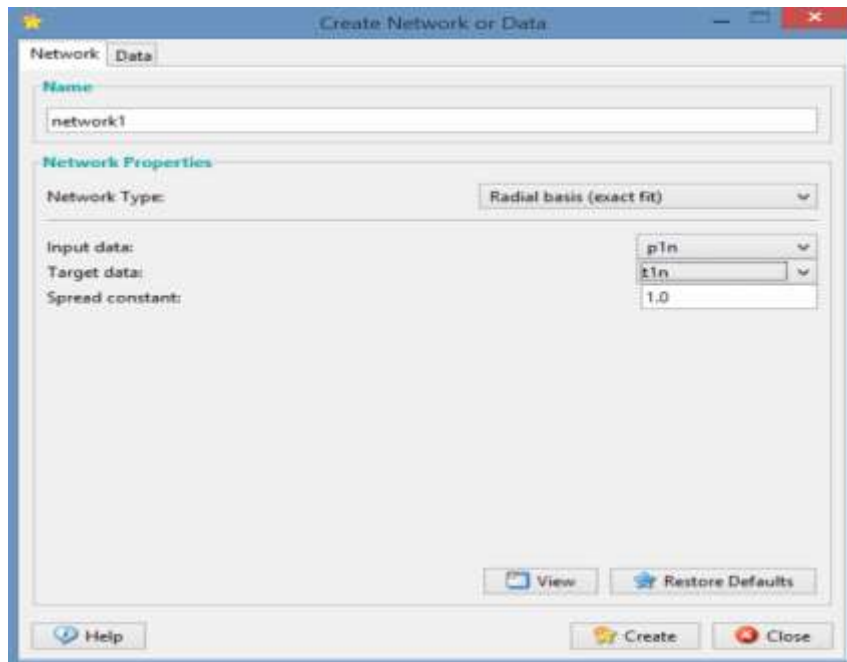 Create Network or Data
Network Data
Name
network1
Network Properties
Network Type: Radial basis (exact fit)
Input data: p1n
Target data: t1n
Spread constant: 1.0
View Restore Defaults
Help Create Close